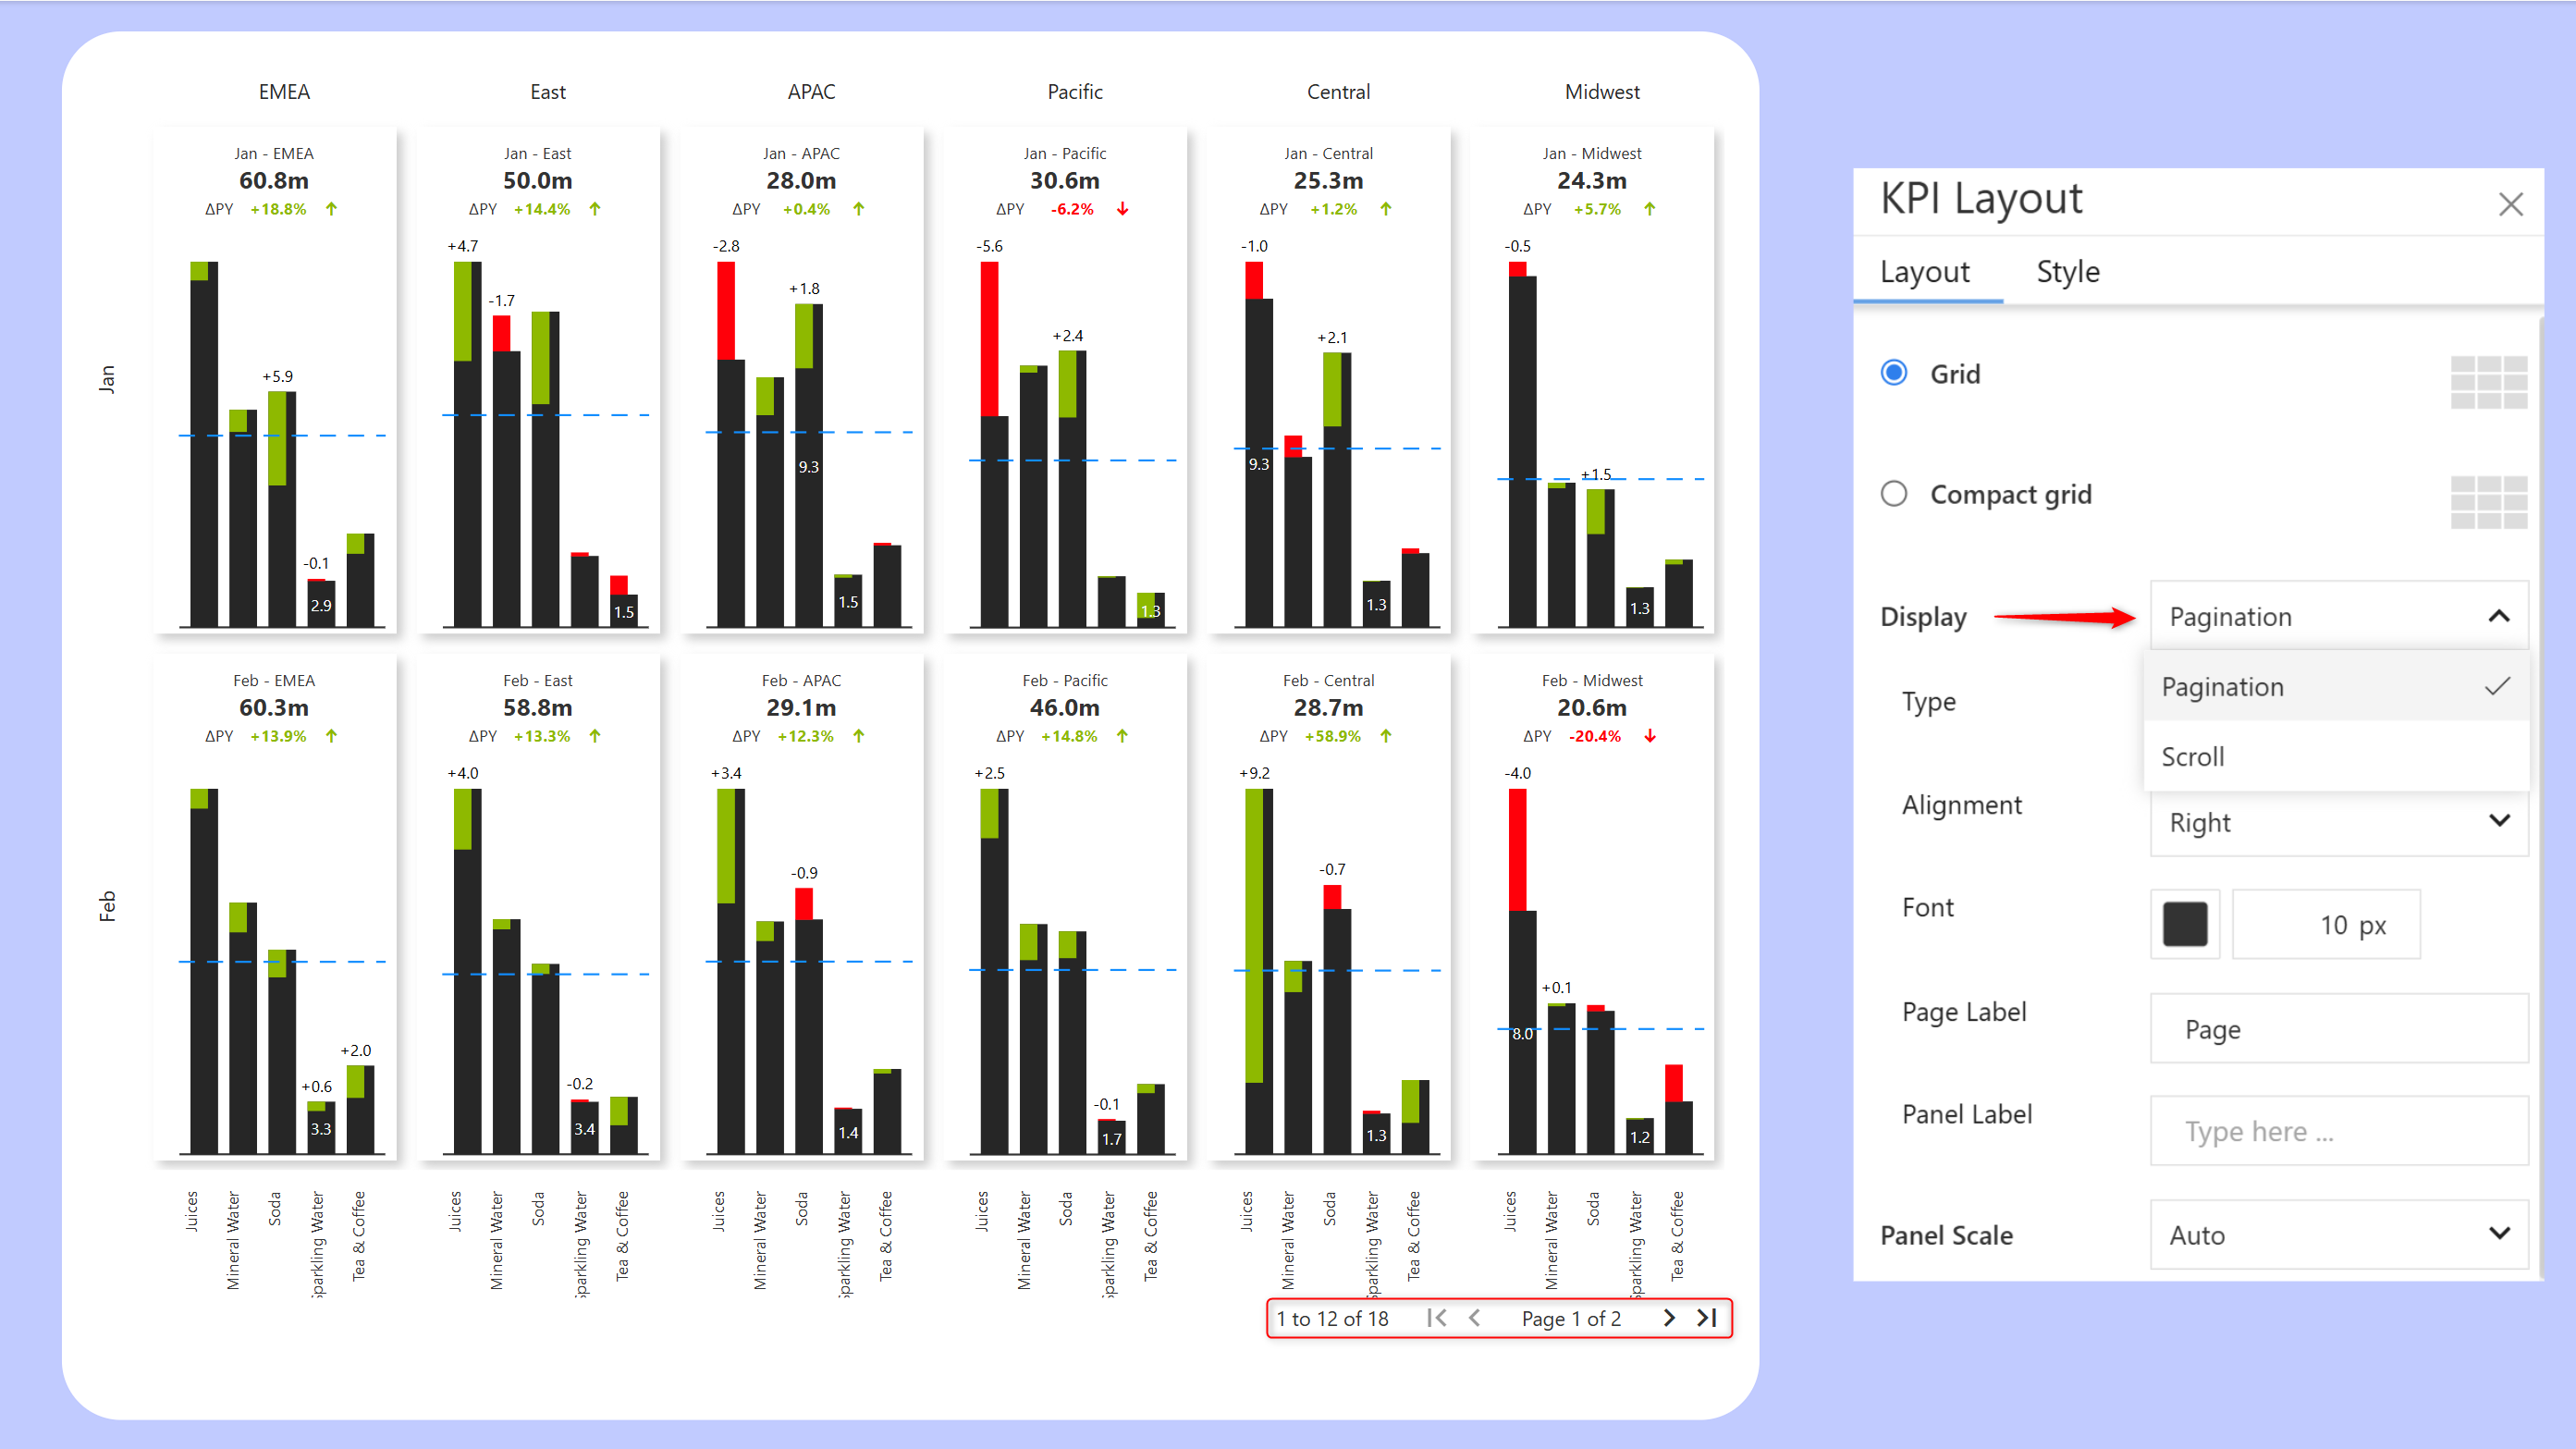 EMEA East APAC Pacific Central Midwest
Jan
Jan - EMEA
60.8m
ΔPY +18.8%
+5.9
-0.1
2.9
Jan - East
50.0m
ΔPY +14.4%
+4.7
-1.7
1.5
Jan - APAC
28.0m
ΔPY +0.4%
-2.8
+1.8
9.3
1.5
Jan - Pacific
30.6m
ΔPY -6.2%
-5.6
+2.4
1.3
Jan - Central
25.3m
ΔPY +1.2%
-1.0
+2.1
9.3
1.3
Jan - Midwest
24.3m
ΔPY +5.7%
-0.5
+1.5
1.3
Feb
Feb - EMEA
60.3m
ΔPY +13.9%
+2.0
+0.6
3.3
Feb - East
58.8m
ΔPY +13.3%
+4.0
-0.2
3.4
Feb - APAC
29.1m
ΔPY +12.3%
+3.4
-0.9
1.4
Feb - Pacific
46.0m
ΔPY +14.8%
+2.5
-0.1
1.7
Feb - Central
28.7m
ΔPY +58.9%
+9.2
-0.7
1.3
Feb - Midwest
20.6m
ΔPY -20.4%
-4.0
+0.1
8.0
1.2
Juices
Mineral Water
Soda
Sparkling Water
Tea & Coffee
Juices
Mineral Water
Soda
Sparkling Water
Tea & Coffee
Juices
Mineral Water
Soda
Sparkling Water
Tea & Coffee
Juices
Mineral Water
Soda
Sparkling Water
Tea & Coffee
Juices
Mineral Water
Soda
Sparkling Water
Tea & Coffee
Juices
Mineral Water
Soda
Sparkling Water
Tea & Coffee
1 to 12 of 18 Page 1 of 2
KPI Layout
Layout Style
Grid
Compact grid
Display Pagination
Pagination
Type
Scroll
Alignment Right
Font 10 px
Page Label Page
Panel Label Type here ...
Panel Scale Auto